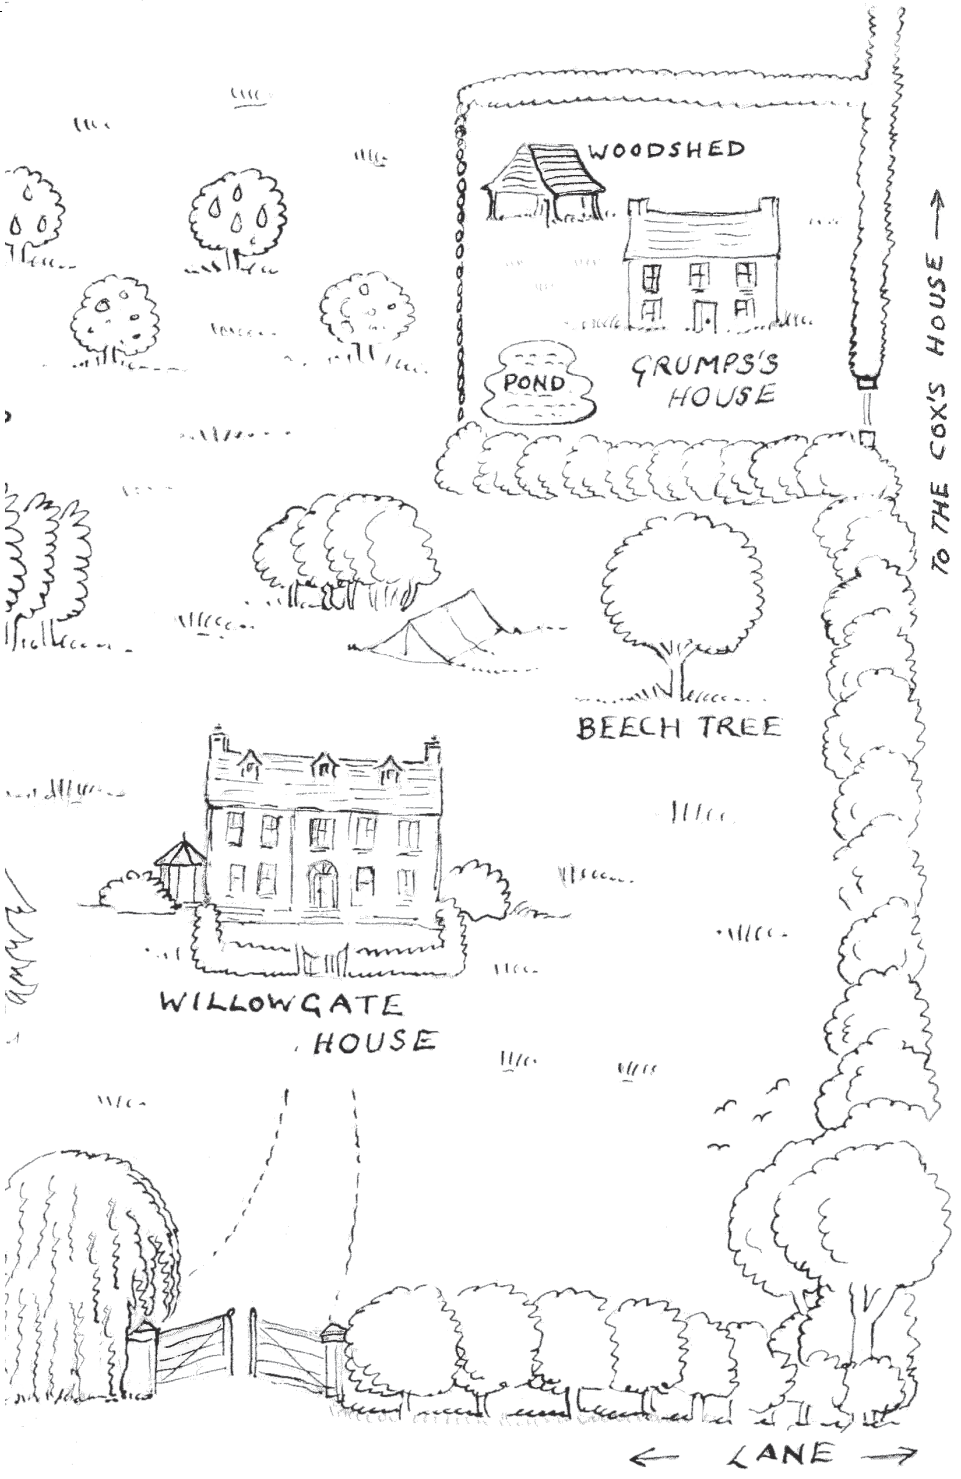 WOODSHED
GRUMPS'S
HOUSE
POND
TO THE COX'S HOUSE →
BEECH TREE
WILLOWGATE
HOUSE
← LANE →